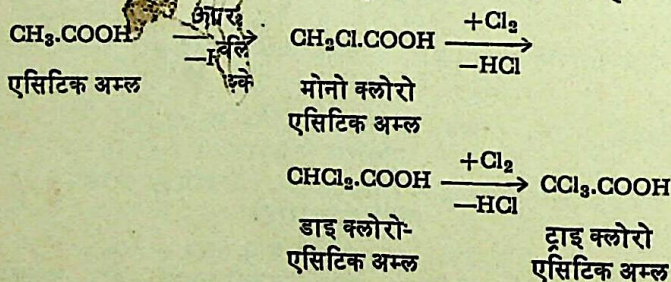 CH₃.COOH ⟶ CH₂Cl.COOH +Cl₂ ⟶ −HCl
एसिटिक अम्ल मोनो क्लोरो
एसिटिक अम्ल
CHCl₂.COOH +Cl₂ ⟶ −HCl CCl₃.COOH
डाइ क्लोरो- ट्राइ क्लोरो
एसिटिक अम्ल एसिटिक अम्ल